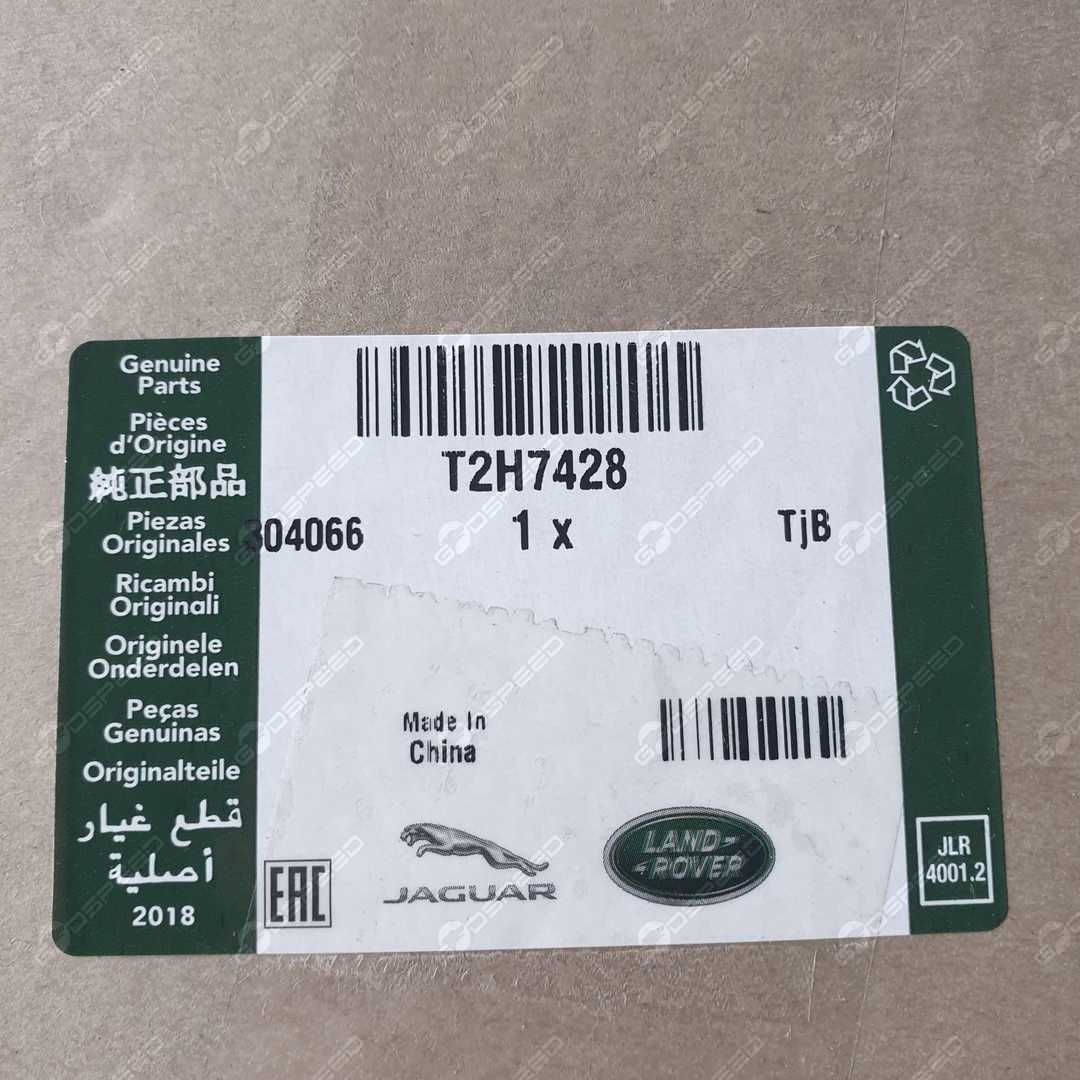 Genuine
Parts
Pièces
d'Origine
純正部品
Piezas
Originales
Ricambi
Originali
Originele
Onderdelen
Peças
Genuinas
Originalteile
قطع غيار
أصلية
2018
T2H7428
304066 1 x TjB
Made In
China
EAC
JAGUAR
LAND-
-ROVER
JLR
4001.2
GODSPEED